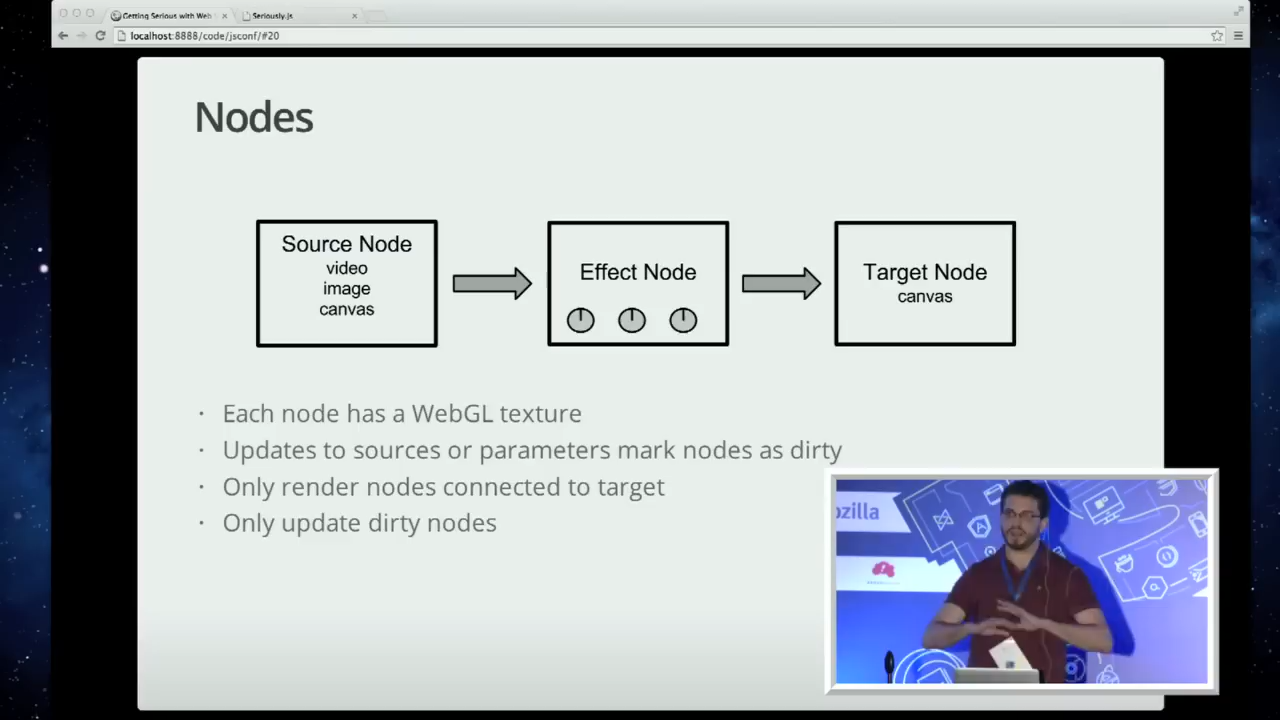 Getting Serious with Web
Seriously.js
localhost:8888/code/jsconf/#20
Nodes
Source Node
video
image
canvas
Effect Node
Target Node
canvas
· Each node has a WebGL texture
· Updates to sources or parameters mark nodes as dirty
· Only render nodes connected to target
· Only update dirty nodes
ozilla